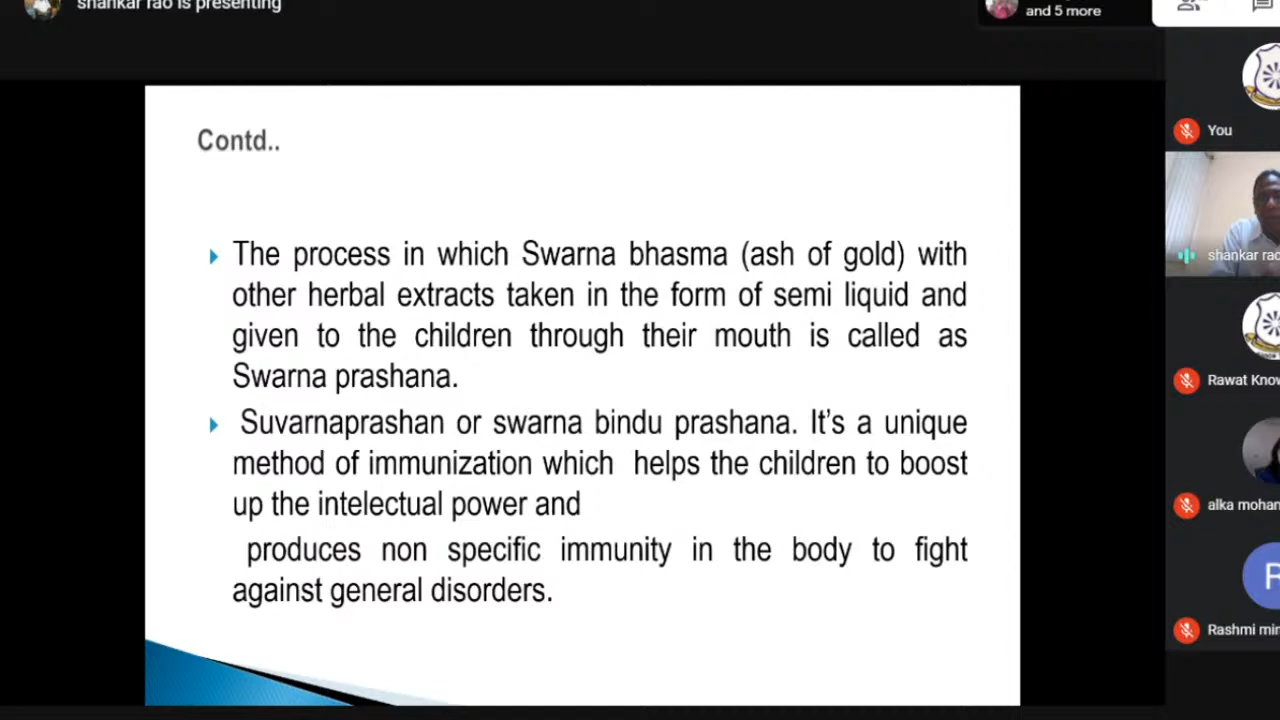 shankar rao is presenting
and 5 more
Contd..
The process in which Swarna bhasma (ash of gold) with
other herbal extracts taken in the form of semi liquid and
given to the children through their mouth is called as
Swarna prashana.
Suvarnaprashan or swarna bindu prashana. It's a unique
method of immunization which helps the children to boost
up the intelectual power and
produces non specific immunity in the body to fight
against general disorders.
You
shankar rao
Rawat Know
alka mohan
Rashmi mi
R